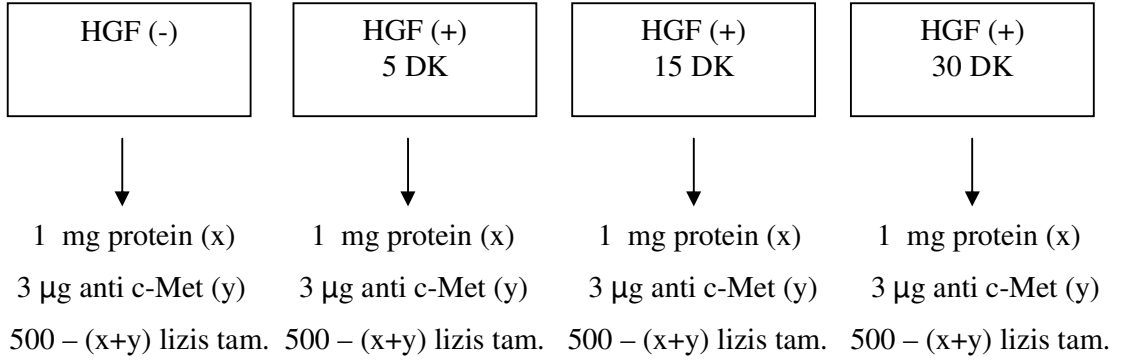 HGF (-)
HGF (+)
5 DK
HGF (+)
15 DK
HGF (+)
30 DK
1 mg protein (x)
3 µg anti c-Met (y)
500 – (x+y) lizis tam.
1 mg protein (x)
3 µg anti c-Met (y)
500 – (x+y) lizis tam.
1 mg protein (x)
3 µg anti c-Met (y)
500 – (x+y) lizis tam.
1 mg protein (x)
3 µg anti c-Met (y)
500 – (x+y) lizis tam.